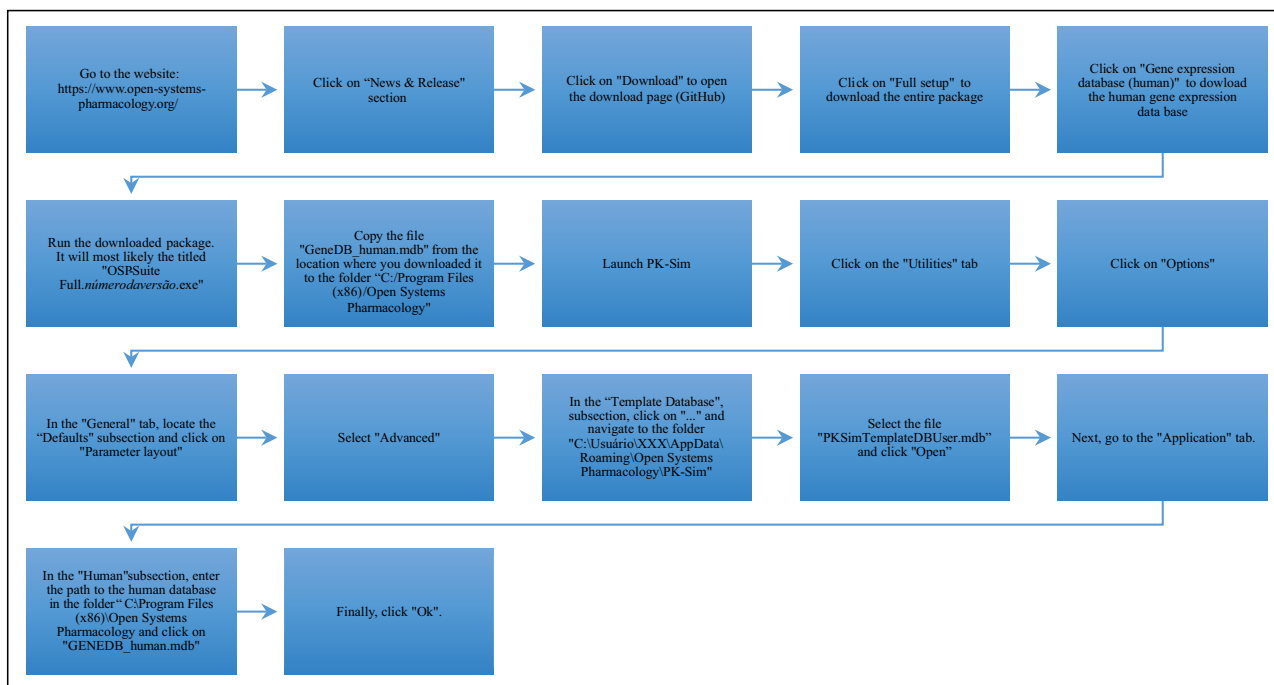 Go to the website:
https://www.open-systems-
pharmacology.org/
Click on “News & Release"
section
Click on "Download" to open
the download page (GitHub)
Click on "Full setup" to
download the entire package
Click on "Gene expression
database (human)" to dowload
the human gene expression
data base
Run the downloaded package.
It will most likely the titled
"OSPSuite
Full.númerodaversão.exe"
Copy the file
"GeneDB_human.mdb" from the
location where you downloaded it
to the folder “C:/Program Files
(x86)/Open Systems
Pharmacology"
Launch PK-Sim
Click on the "Utilities" tab
Click on "Options"
In the "General" tab, locate the
“Defaults" subsection and click on
"Parameter layout"
Select "Advanced"
In the “Template Database",
subsection, click on "..." and
navigate to the folder
"C:\Usuário\XXX\AppData\
Roaming\Open Systems
Pharmacology\PK-Sim"
Select the file
"PKSimTemplateDBUser.mdb”
and click "Open”
Next, go to the "Application" tab.
In the "Human"subsection, enter
the path to the human database
in the folder“ C:\Program Files
(x86)\Open Systems
Pharmacology and click on
"GENEDB_human.mdb"
Finally, click "Ok".